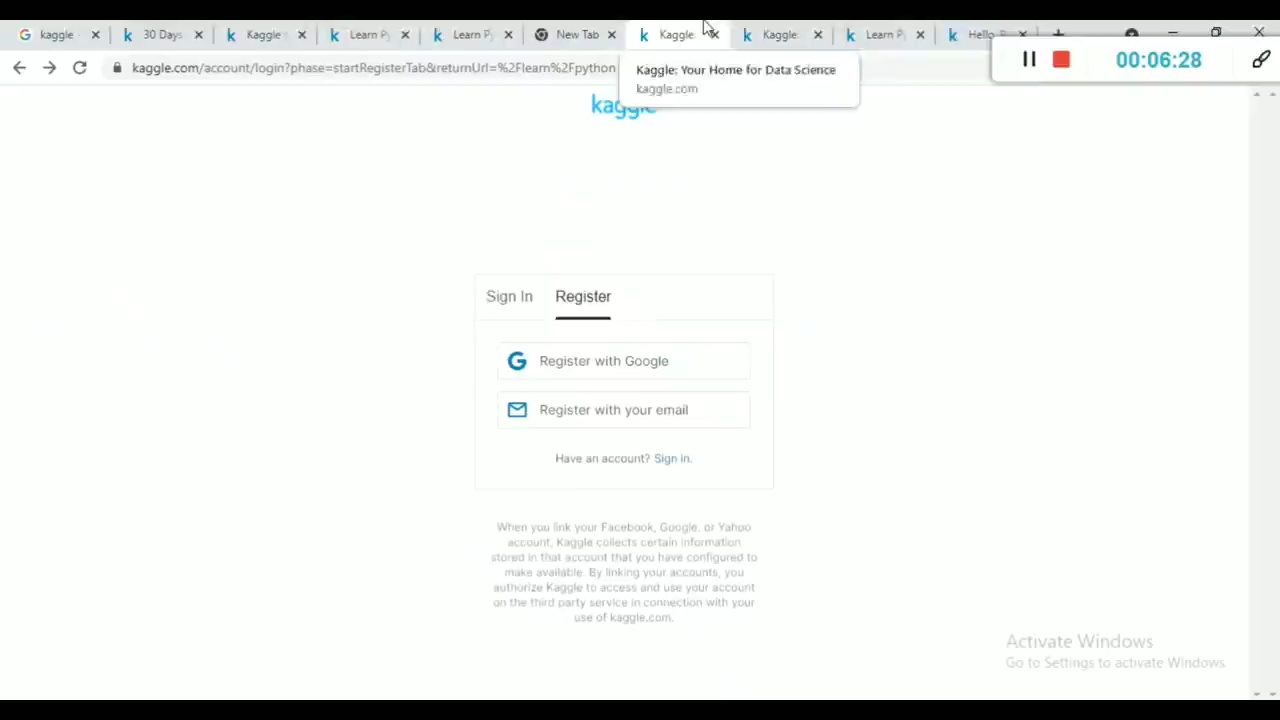 kaggle
30 Days
Kaggle
Learn Py
Learn Py
New Tab
Kaggle:
Kaggle:
Learn Py
Hello, P
kaggle.com/account/login?phase=startRegisterTab&returnUrl=%2Flearn%2Fpython
00:06:28
Kaggle: Your Home for Data Science
kaggle.com
kaggle
Sign In Register
Register with Google
Register with your email
Have an account? Sign in.
When you link your Facebook, Google, or Yahoo
account, Kaggle collects certain information
stored in that account that you have configured to
make available. By linking your accounts, you
authorize Kaggle to access and use your account
on the third party service in connection with your
use of kaggle.com.
Activate Windows
Go to Settings to activate Windows.